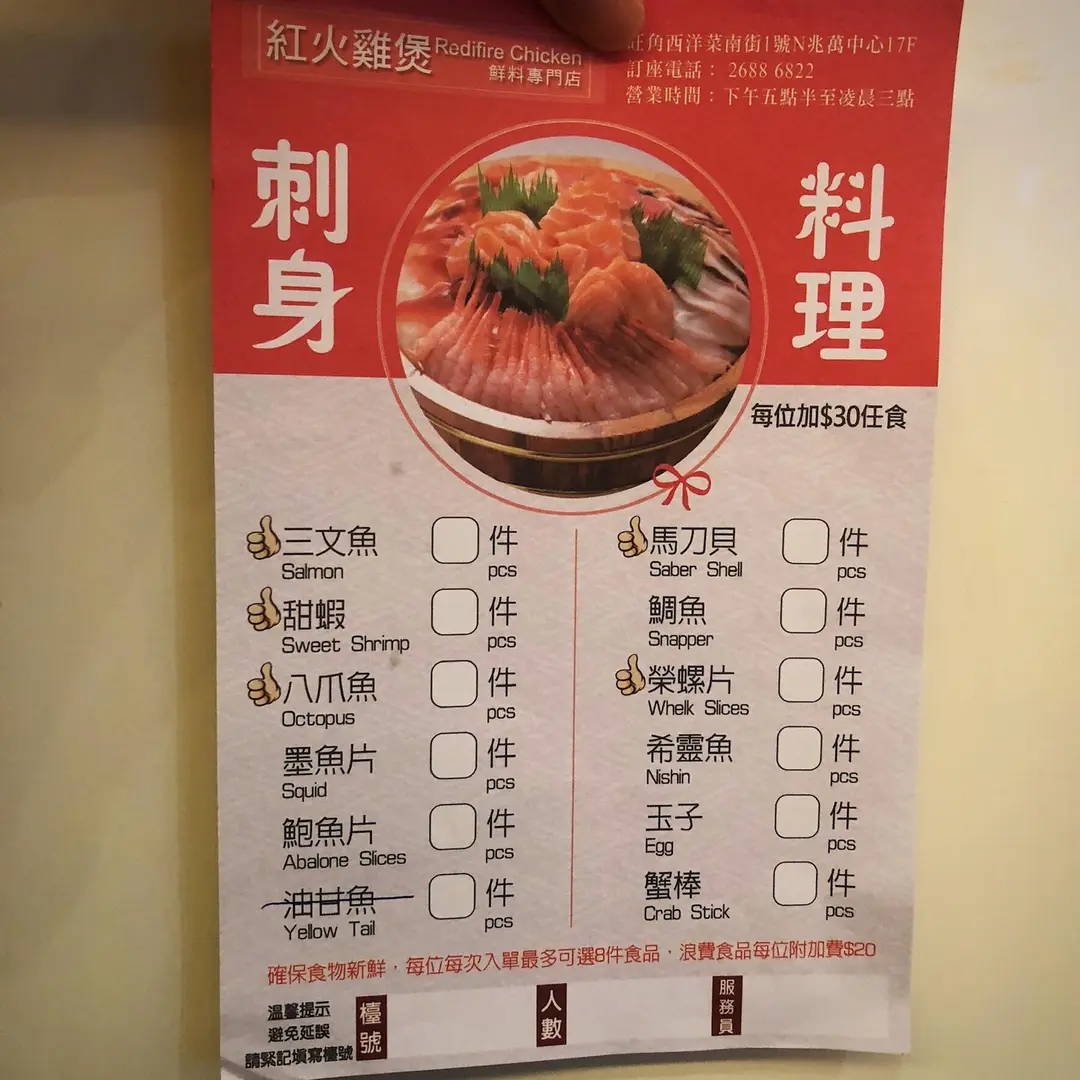 紅火雞煲 Redifire Chicken
鮮料專門店
旺角西洋菜南街1號N兆萬中心17F
訂座電話： 2688 6822
營業時間：下午五點半至凌晨三點
刺身
料理
每位加$30任食
三文魚 件
Salmon pcs
甜蝦 件
Sweet Shrimp pcs
八爪魚 件
Octopus pcs
墨魚片 件
Squid pcs
鮑魚片 件
Abalone Slices pcs
油甘魚 件
Yellow Tail pcs
馬刀貝 件
Saber Shell pcs
鯛魚 件
Snapper pcs
榮螺片 件
Whelk Slices pcs
希靈魚 件
Nishin pcs
玉子 件
Egg pcs
蟹棒 件
Crab Stick pcs
確保食物新鮮，每位每次入單最多可選8件食品，浪費食品每位附加費$20
溫馨提示
避免延誤
請緊記填寫檯號
檯號
人數
服務員